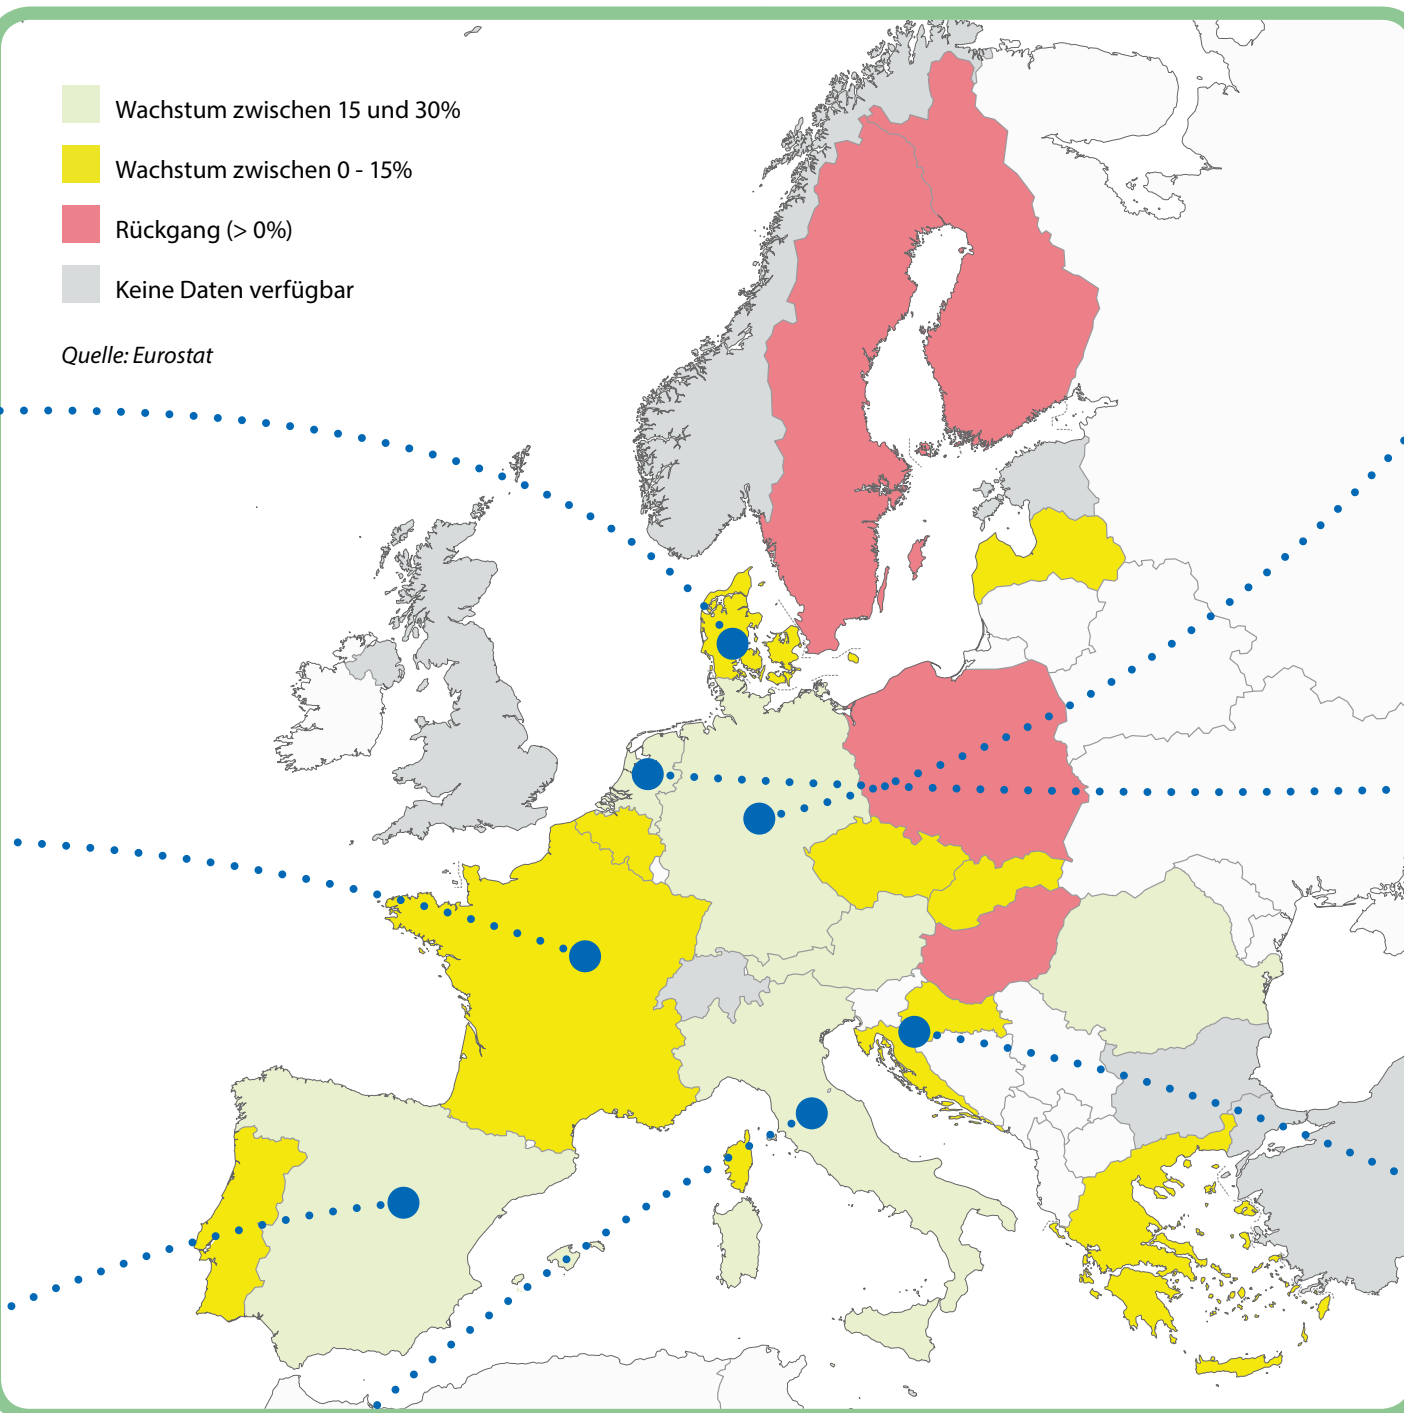 Wachstum zwischen 15 und 30%
Wachstum zwischen 0 - 15%
Rückgang (> 0%)
Keine Daten verfügbar
Quelle: Eurostat